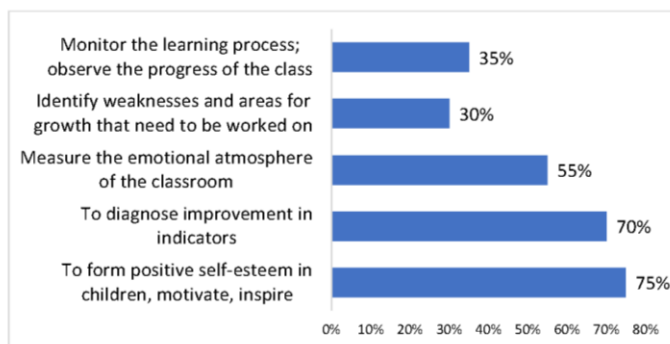 Monitor the learning process;
observe the progress of the class
35%
Identify weaknesses and areas for
growth that need to be worked on
30%
Measure the emotional atmosphere
of the classroom
55%
To diagnose improvement in
indicators
70%
To form positive self-esteem in
children, motivate, inspire
75%
0% 10% 20% 30% 40% 50% 60% 70% 80%